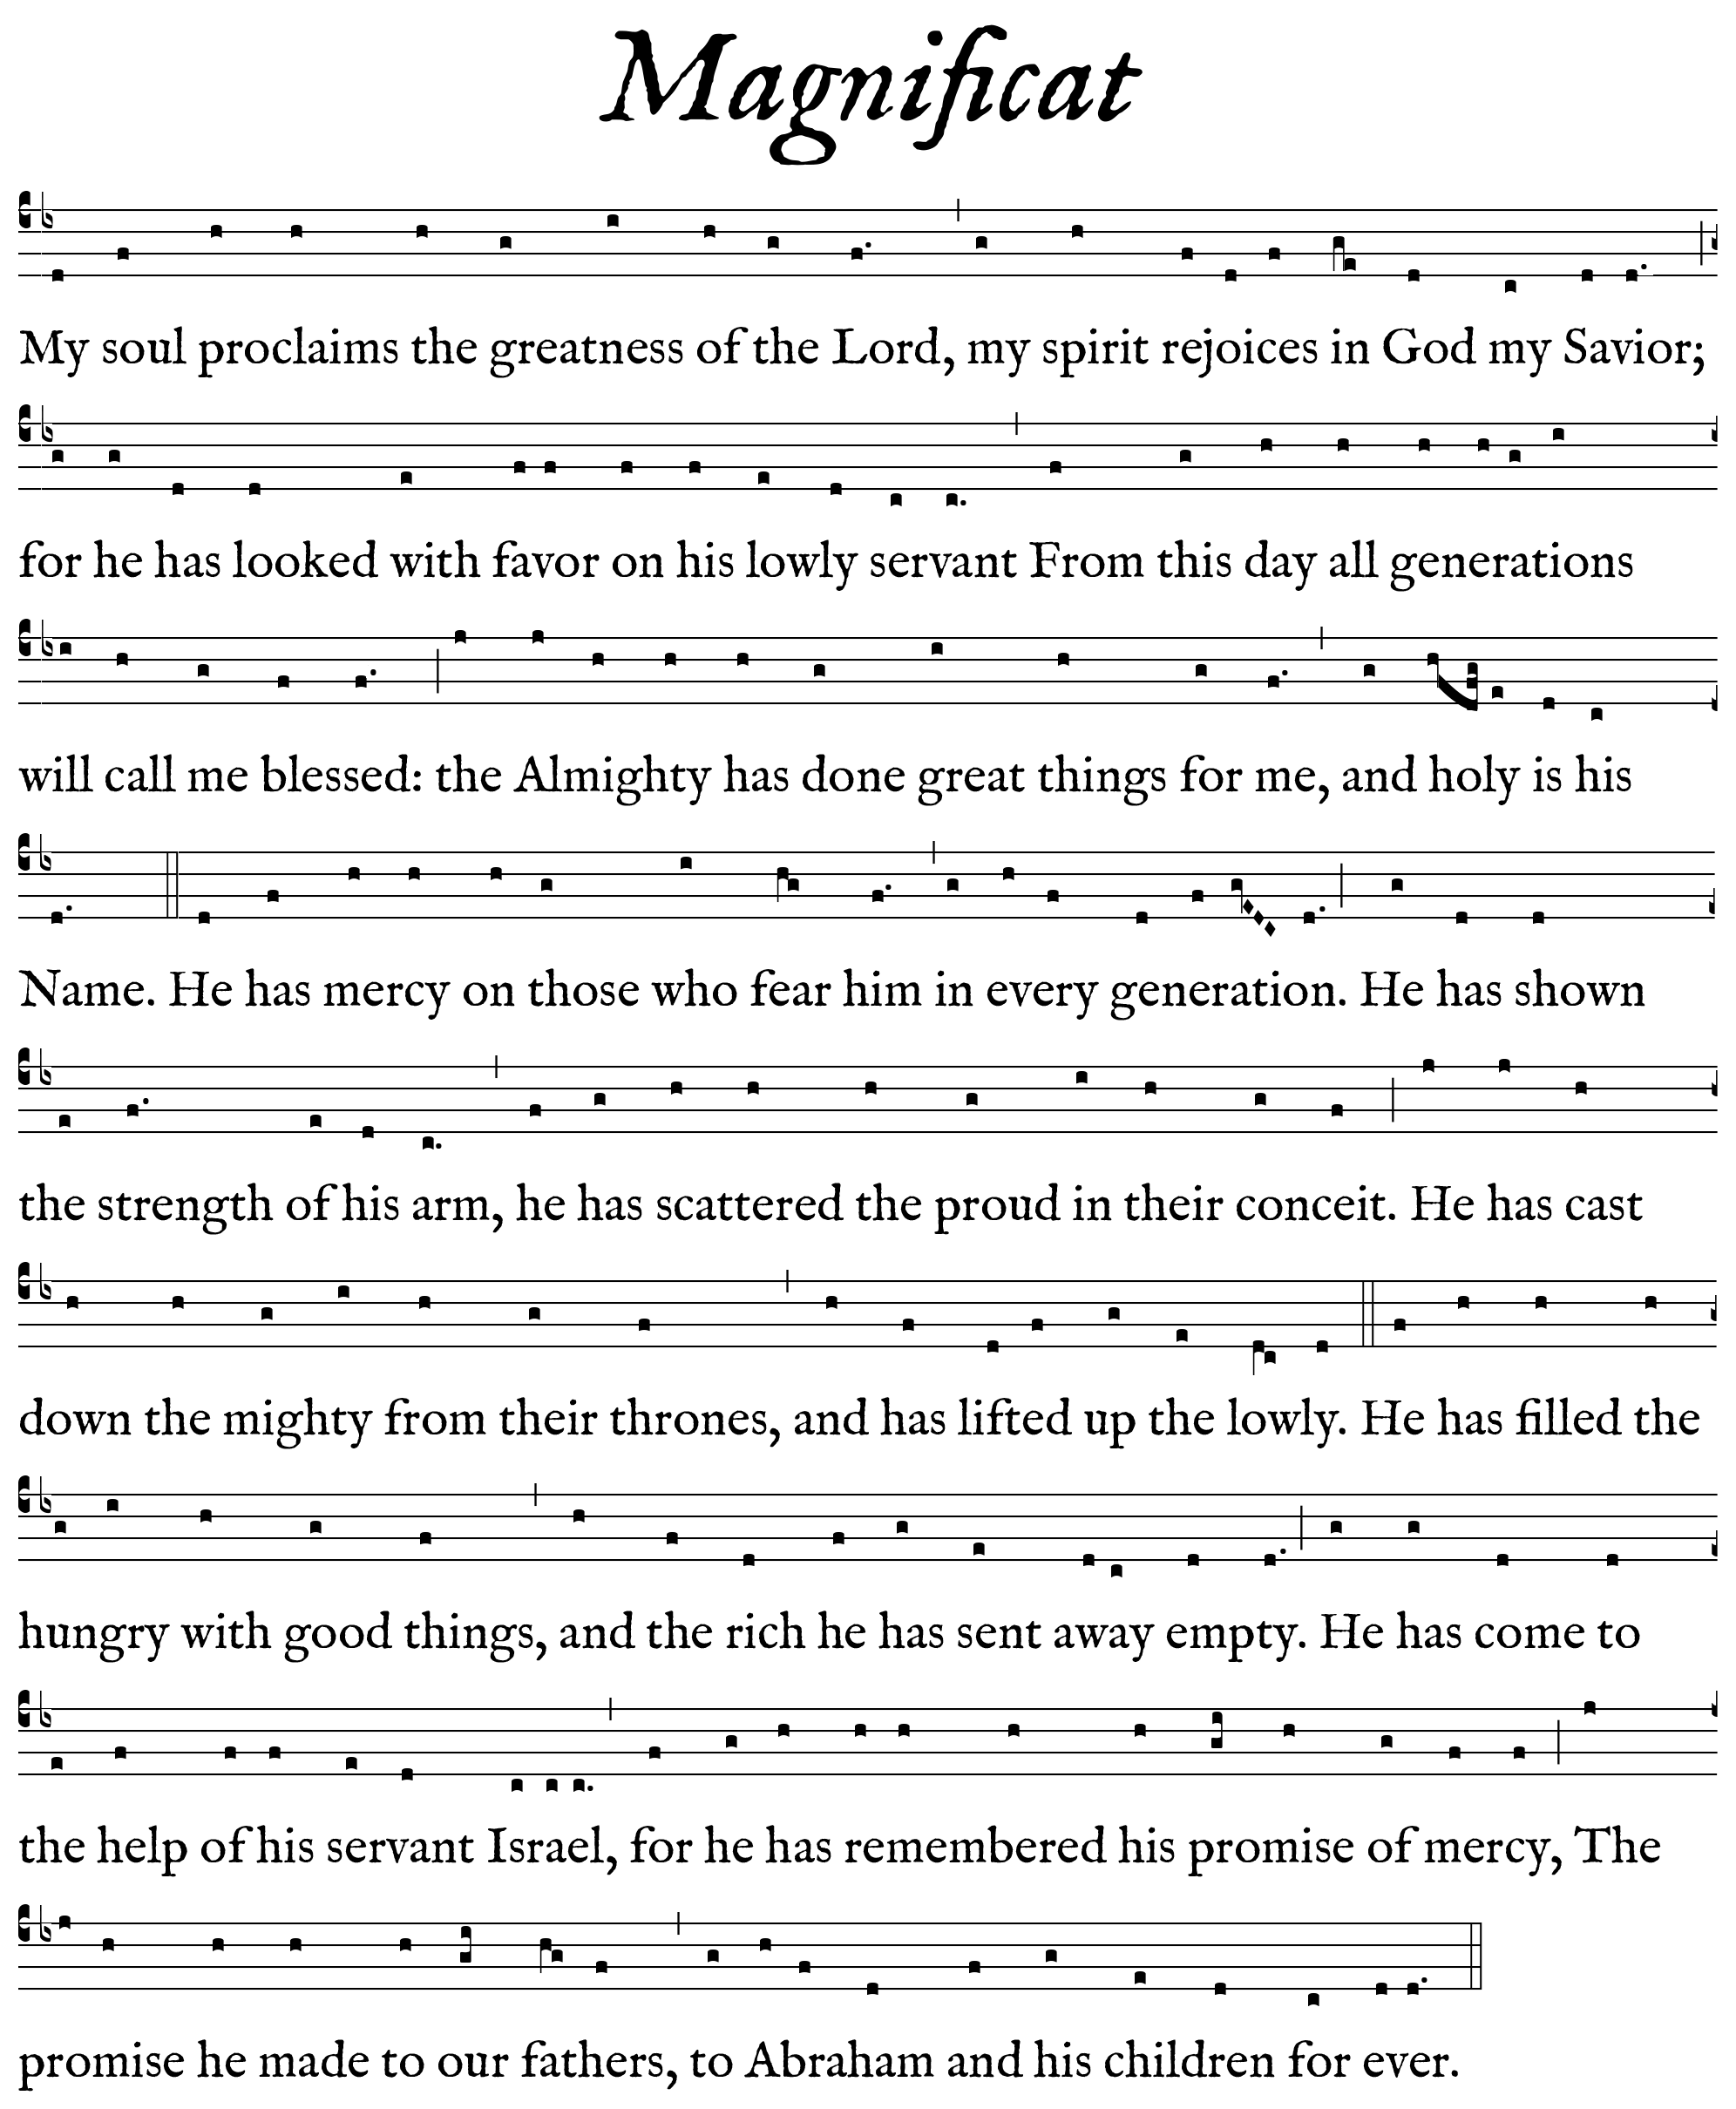 Magnificat
My soul proclaims the greatness of the Lord, my spirit rejoices in God my Savior;
for he has looked with favor on his lowly servant From this day all generations
will call me blessed: the Almighty has done great things for me, and holy is his
Name. He has mercy on those who fear him in every generation. He has shown
the strength of his arm, he has scattered the proud in their conceit. He has cast
down the mighty from their thrones, and has lifted up the lowly. He has filled the
hungry with good things, and the rich he has sent away empty. He has come to
the help of his servant Israel, for he has remembered his promise of mercy, The
promise he made to our fathers, to Abraham and his children for ever.